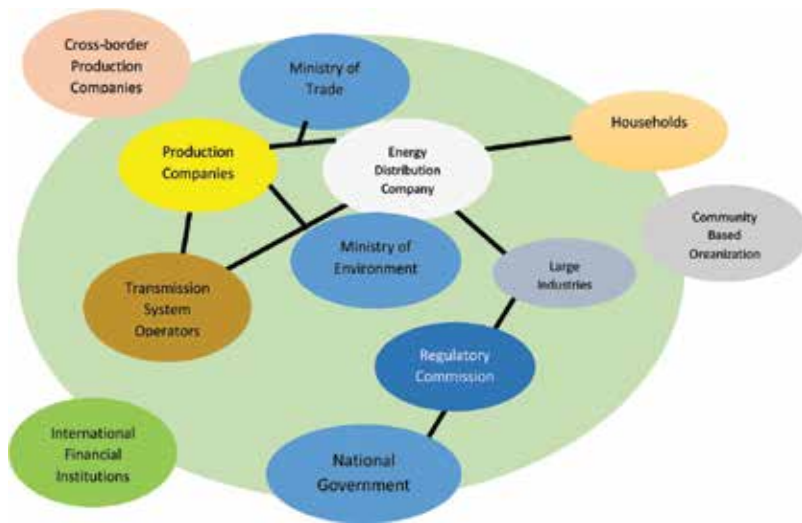 Cross-border
Production
Companies
Ministry of
Trade
Households
Production
Companies
Energy
Distribution
Company
Community
Based
Oreanization
Ministry of
Environment
Large
Industries
Transmission
System
Operators
Regulatory
Commission
International
Financial
Institutions
National
Government